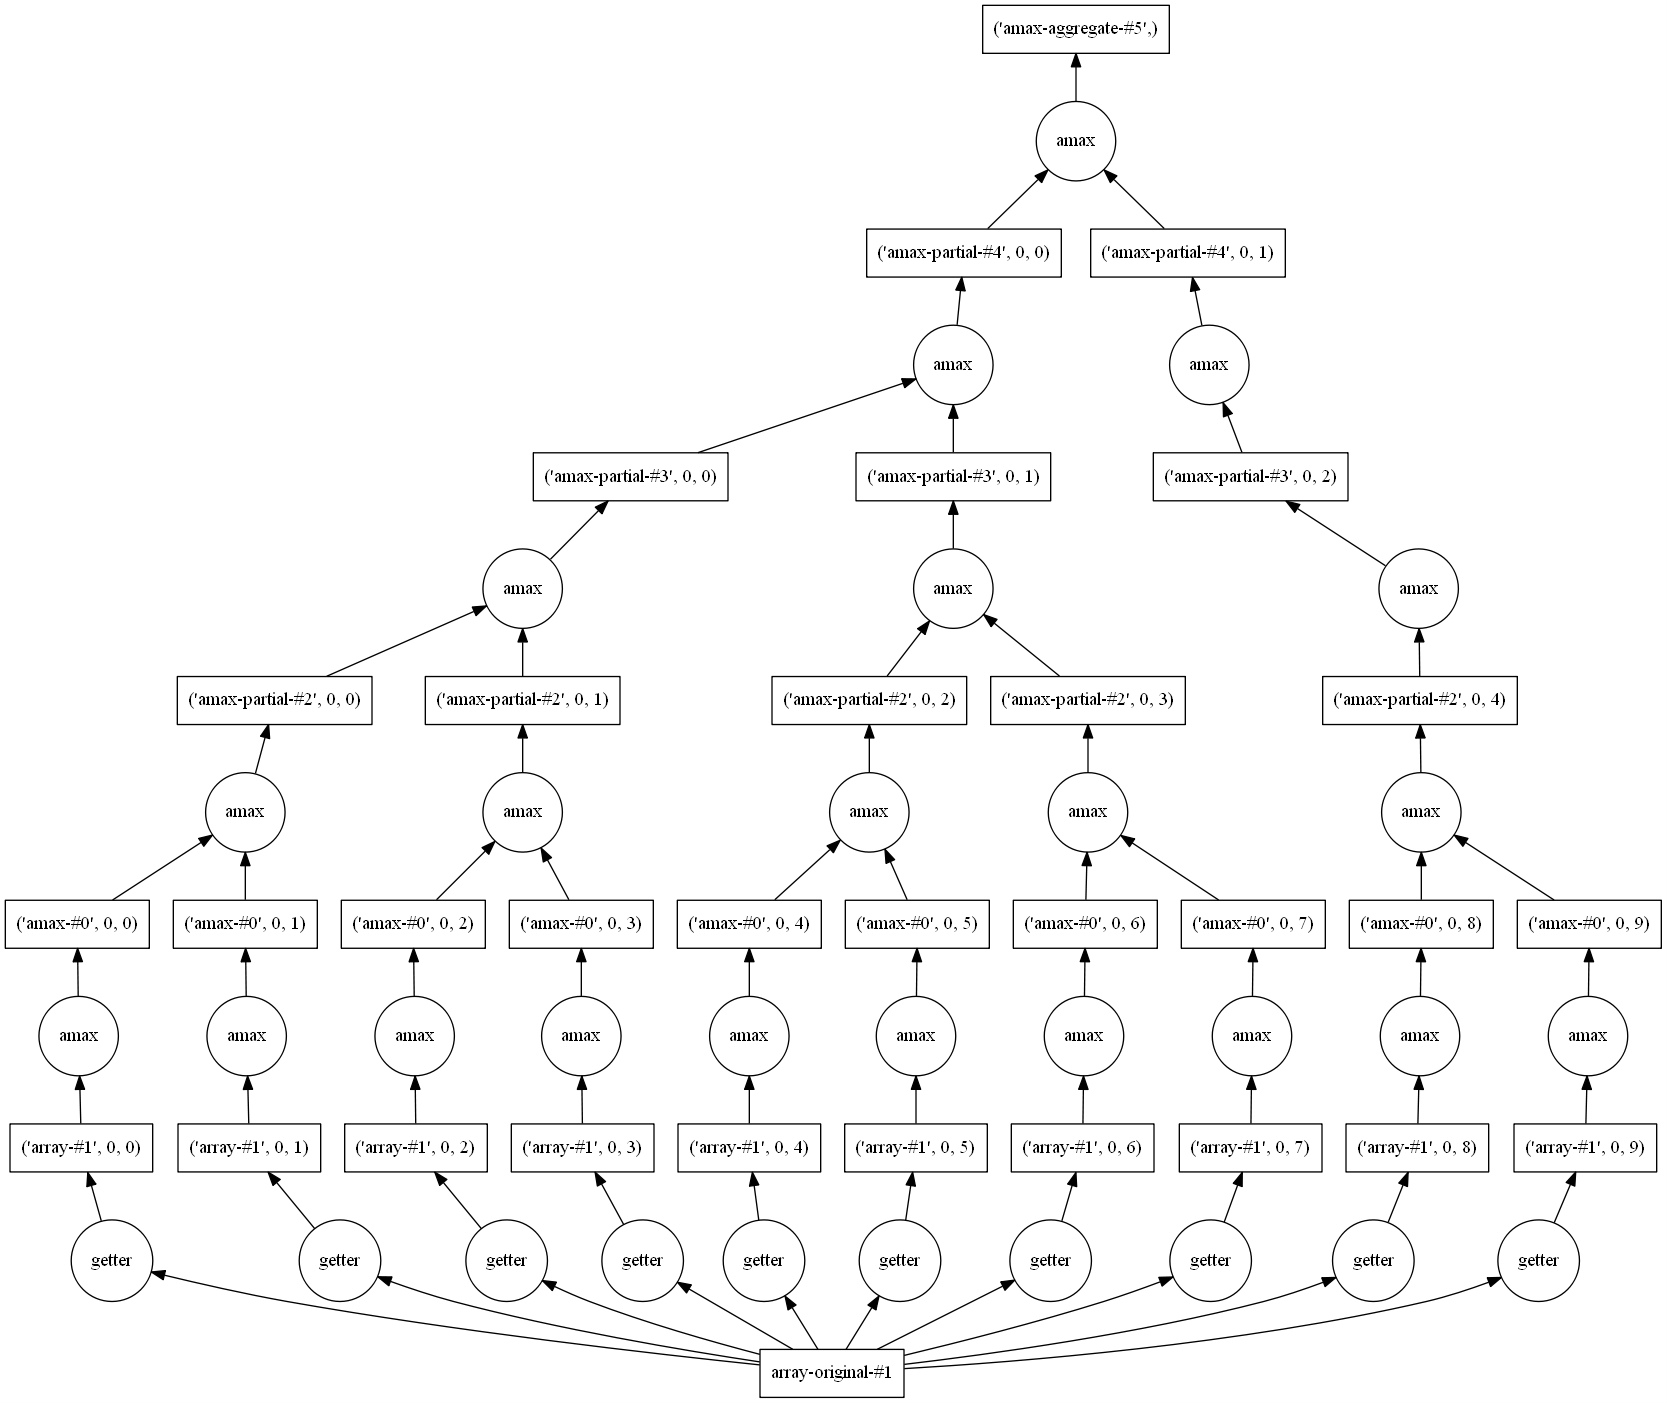 ('amax-aggregate-#5',)
amax
('amax-partial-#4', 0, 0)
('amax-partial-#4', 0, 1)
amax
amax
('amax-partial-#3', 0, 0)
('amax-partial-#3', 0, 1)
('amax-partial-#3', 0, 2)
amax
amax
amax
('amax-partial-#2', 0, 0)
('amax-partial-#2', 0, 1)
('amax-partial-#2', 0, 2)
('amax-partial-#2', 0, 3)
('amax-partial-#2', 0, 4)
amax
amax
amax
amax
amax
('amax-#0', 0, 0)
('amax-#0', 0, 1)
('amax-#0', 0, 2)
('amax-#0', 0, 3)
('amax-#0', 0, 4)
('amax-#0', 0, 5)
('amax-#0', 0, 6)
('amax-#0', 0, 7)
('amax-#0', 0, 8)
('amax-#0', 0, 9)
amax
amax
amax
amax
amax
amax
amax
amax
amax
amax
('array-#1', 0, 0)
('array-#1', 0, 1)
('array-#1', 0, 2)
('array-#1', 0, 3)
('array-#1', 0, 4)
('array-#1', 0, 5)
('array-#1', 0, 6)
('array-#1', 0, 7)
('array-#1', 0, 8)
('array-#1', 0, 9)
getter
getter
getter
getter
getter
getter
getter
getter
getter
getter
array-original-#1